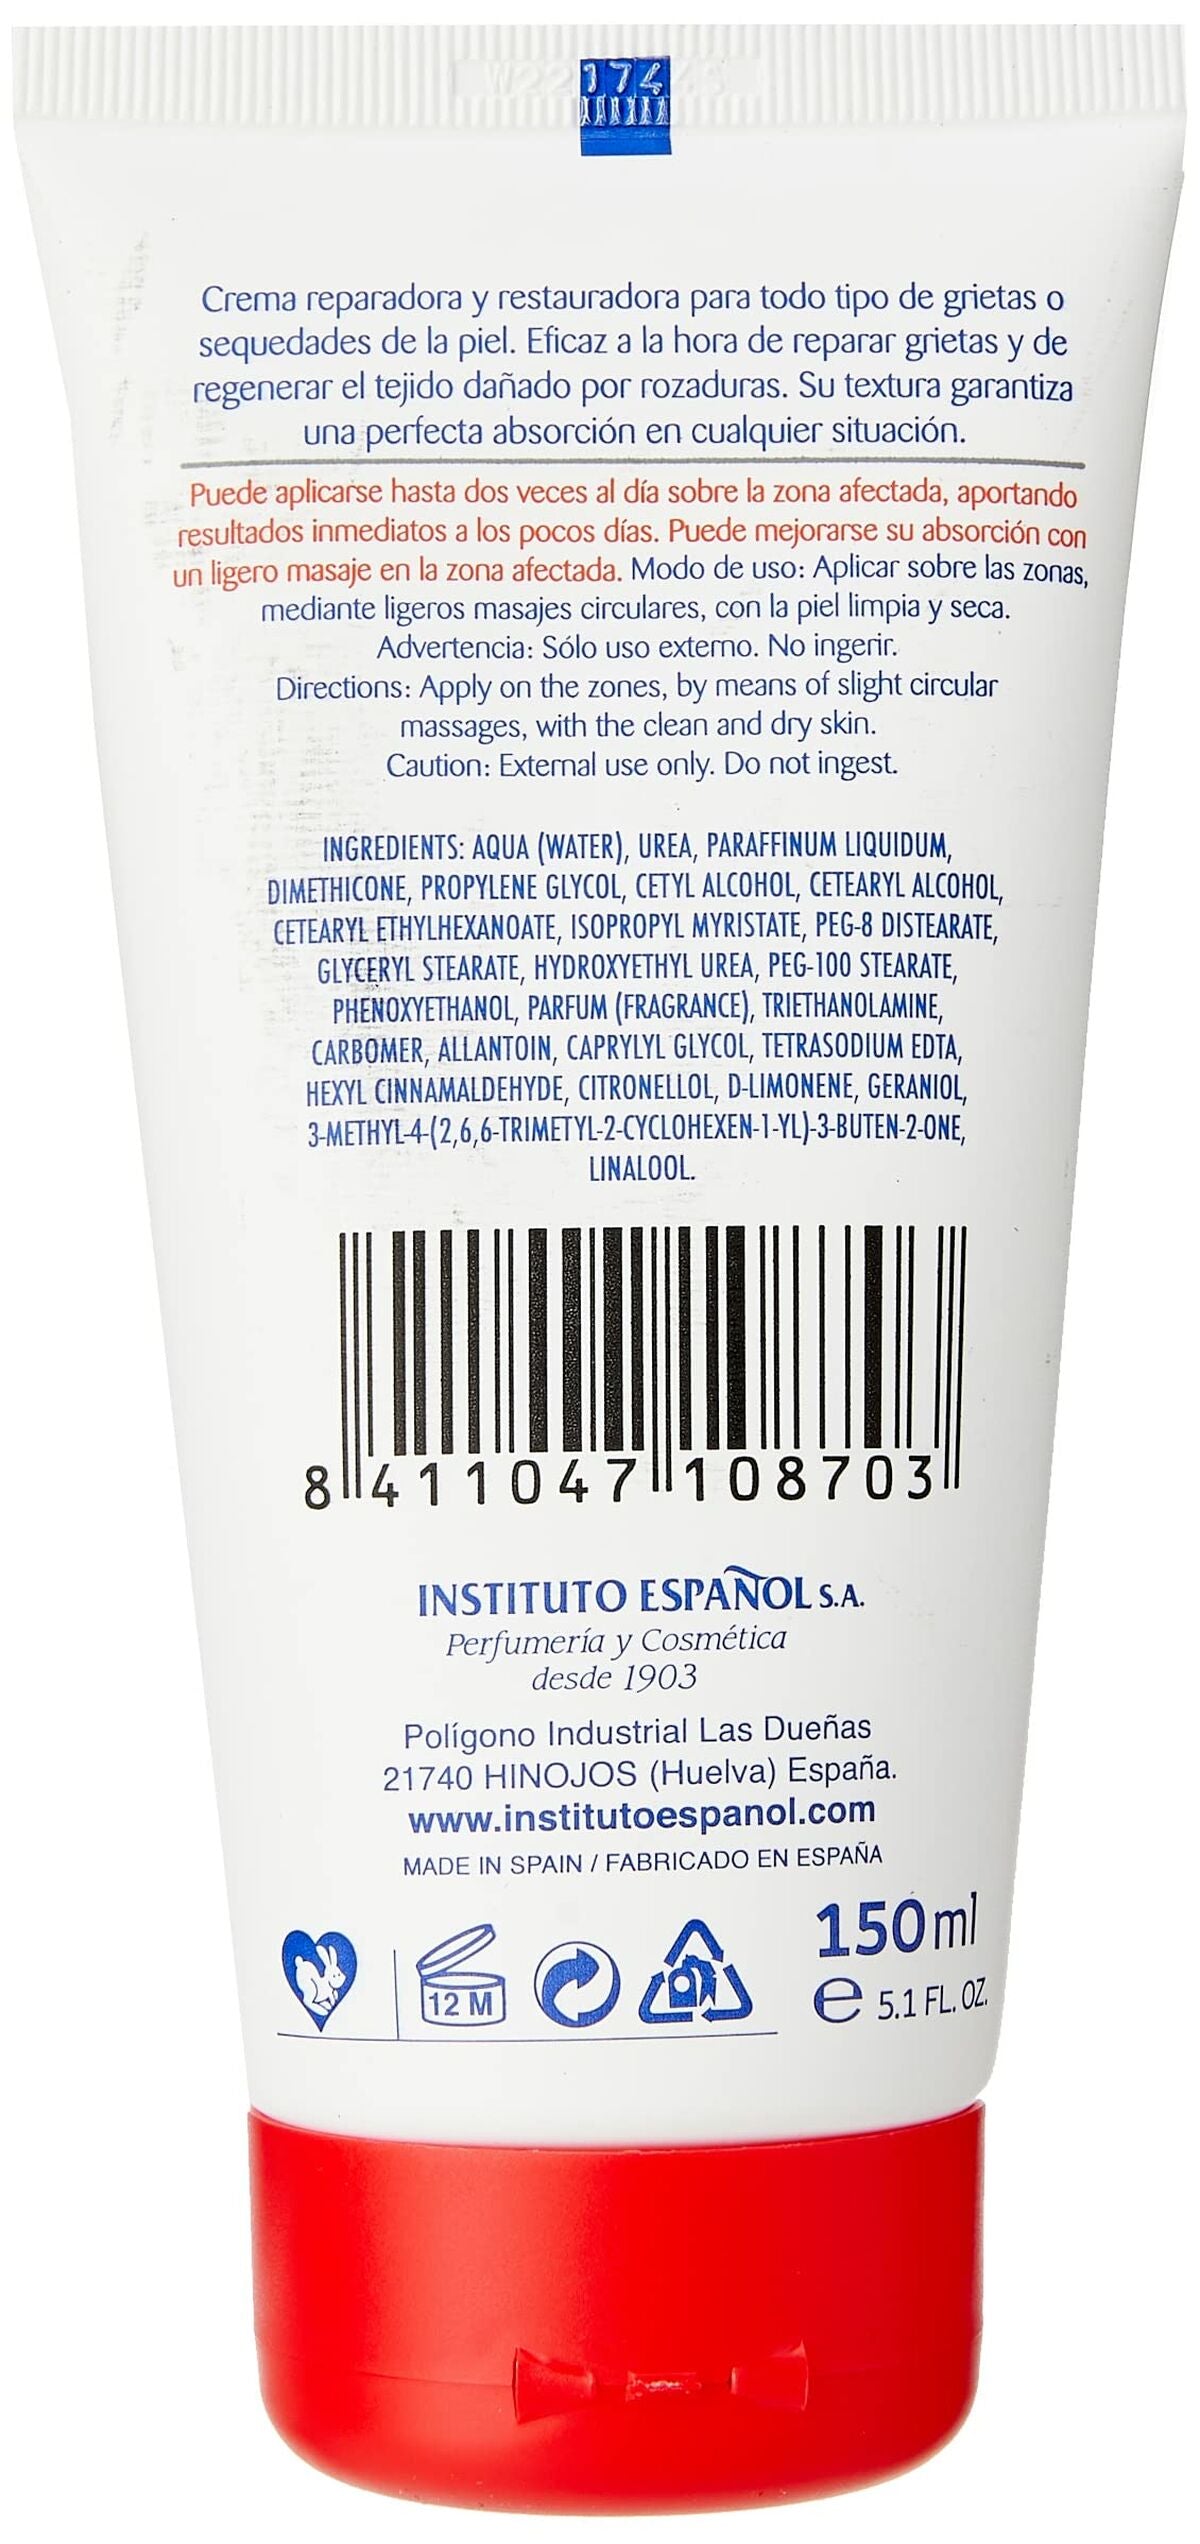 174
Crema reparadora y restauradora para todo tipo de grietas o
sequedades de la piel. Eficaz a la hora de reparar grietas y de
regenerar el tejido dañado por rozaduras. Su textura garantiza
una perfecta absorción en cualquier situación.
Puede aplicarse hasta dos veces al día sobre la zona afectada, aportando
resultados inmediatos a los pocos días. Puede mejorarse su absorción con
un ligero masaje en la zona afectada. Modo de uso: Aplicar sobre las zonas,
mediante ligeros masajes circulares, con la piel limpia y seca.
Advertencia: Sólo uso externo. No ingerir.
Directions: Apply on the zones, by means of slight circular
massages, with the clean and dry skin.
Caution: External use only. Do not ingest.
INGREDIENTS: AQUA (WATER), UREA, PARAFFINUM LIQUIDUM,
DIMETHICONE, PROPYLENE GLYCOL, CETYL ALCOHOL, CETEARYL ALCOHOL,
CETEARYL ETHYLHEXANOATE, ISOPROPYL MYRISTATE, PEG-8 DISTEARATE,
GLYCERYL STEARATE, HYDROXYETHYL UREA, PEG-100 STEARATE,
PHENOXYETHANOL, PARFUM (FRAGRANCE), TRIETHANOLAMINE,
CARBOMER, ALLANTOIN, CAPRYLYL GLYCOL, TETRASODIUM EDTA,
HEXYL CINNAMALDEHYDE, CITRONELLOL, D-LIMONENE, GERANIOL,
3-METHYL-4-(2,6,6-TRIMETYL-2-CYCLOHEXEN-1-YL)-3-BUTEN-2-ONE,
LINALOOL.
8 411047 108703
INSTITUTO ESPAÑOL S.A.
Perfumería y Cosmética
desde 1903
Polígono Industrial Las Dueñas
21740 HINOJOS (Huelva) España.
www.institutoespanol.com
MADE IN SPAIN / FABRICADO EN ESPAÑA
12 M
150ml
e 5.1 FL. OZ.